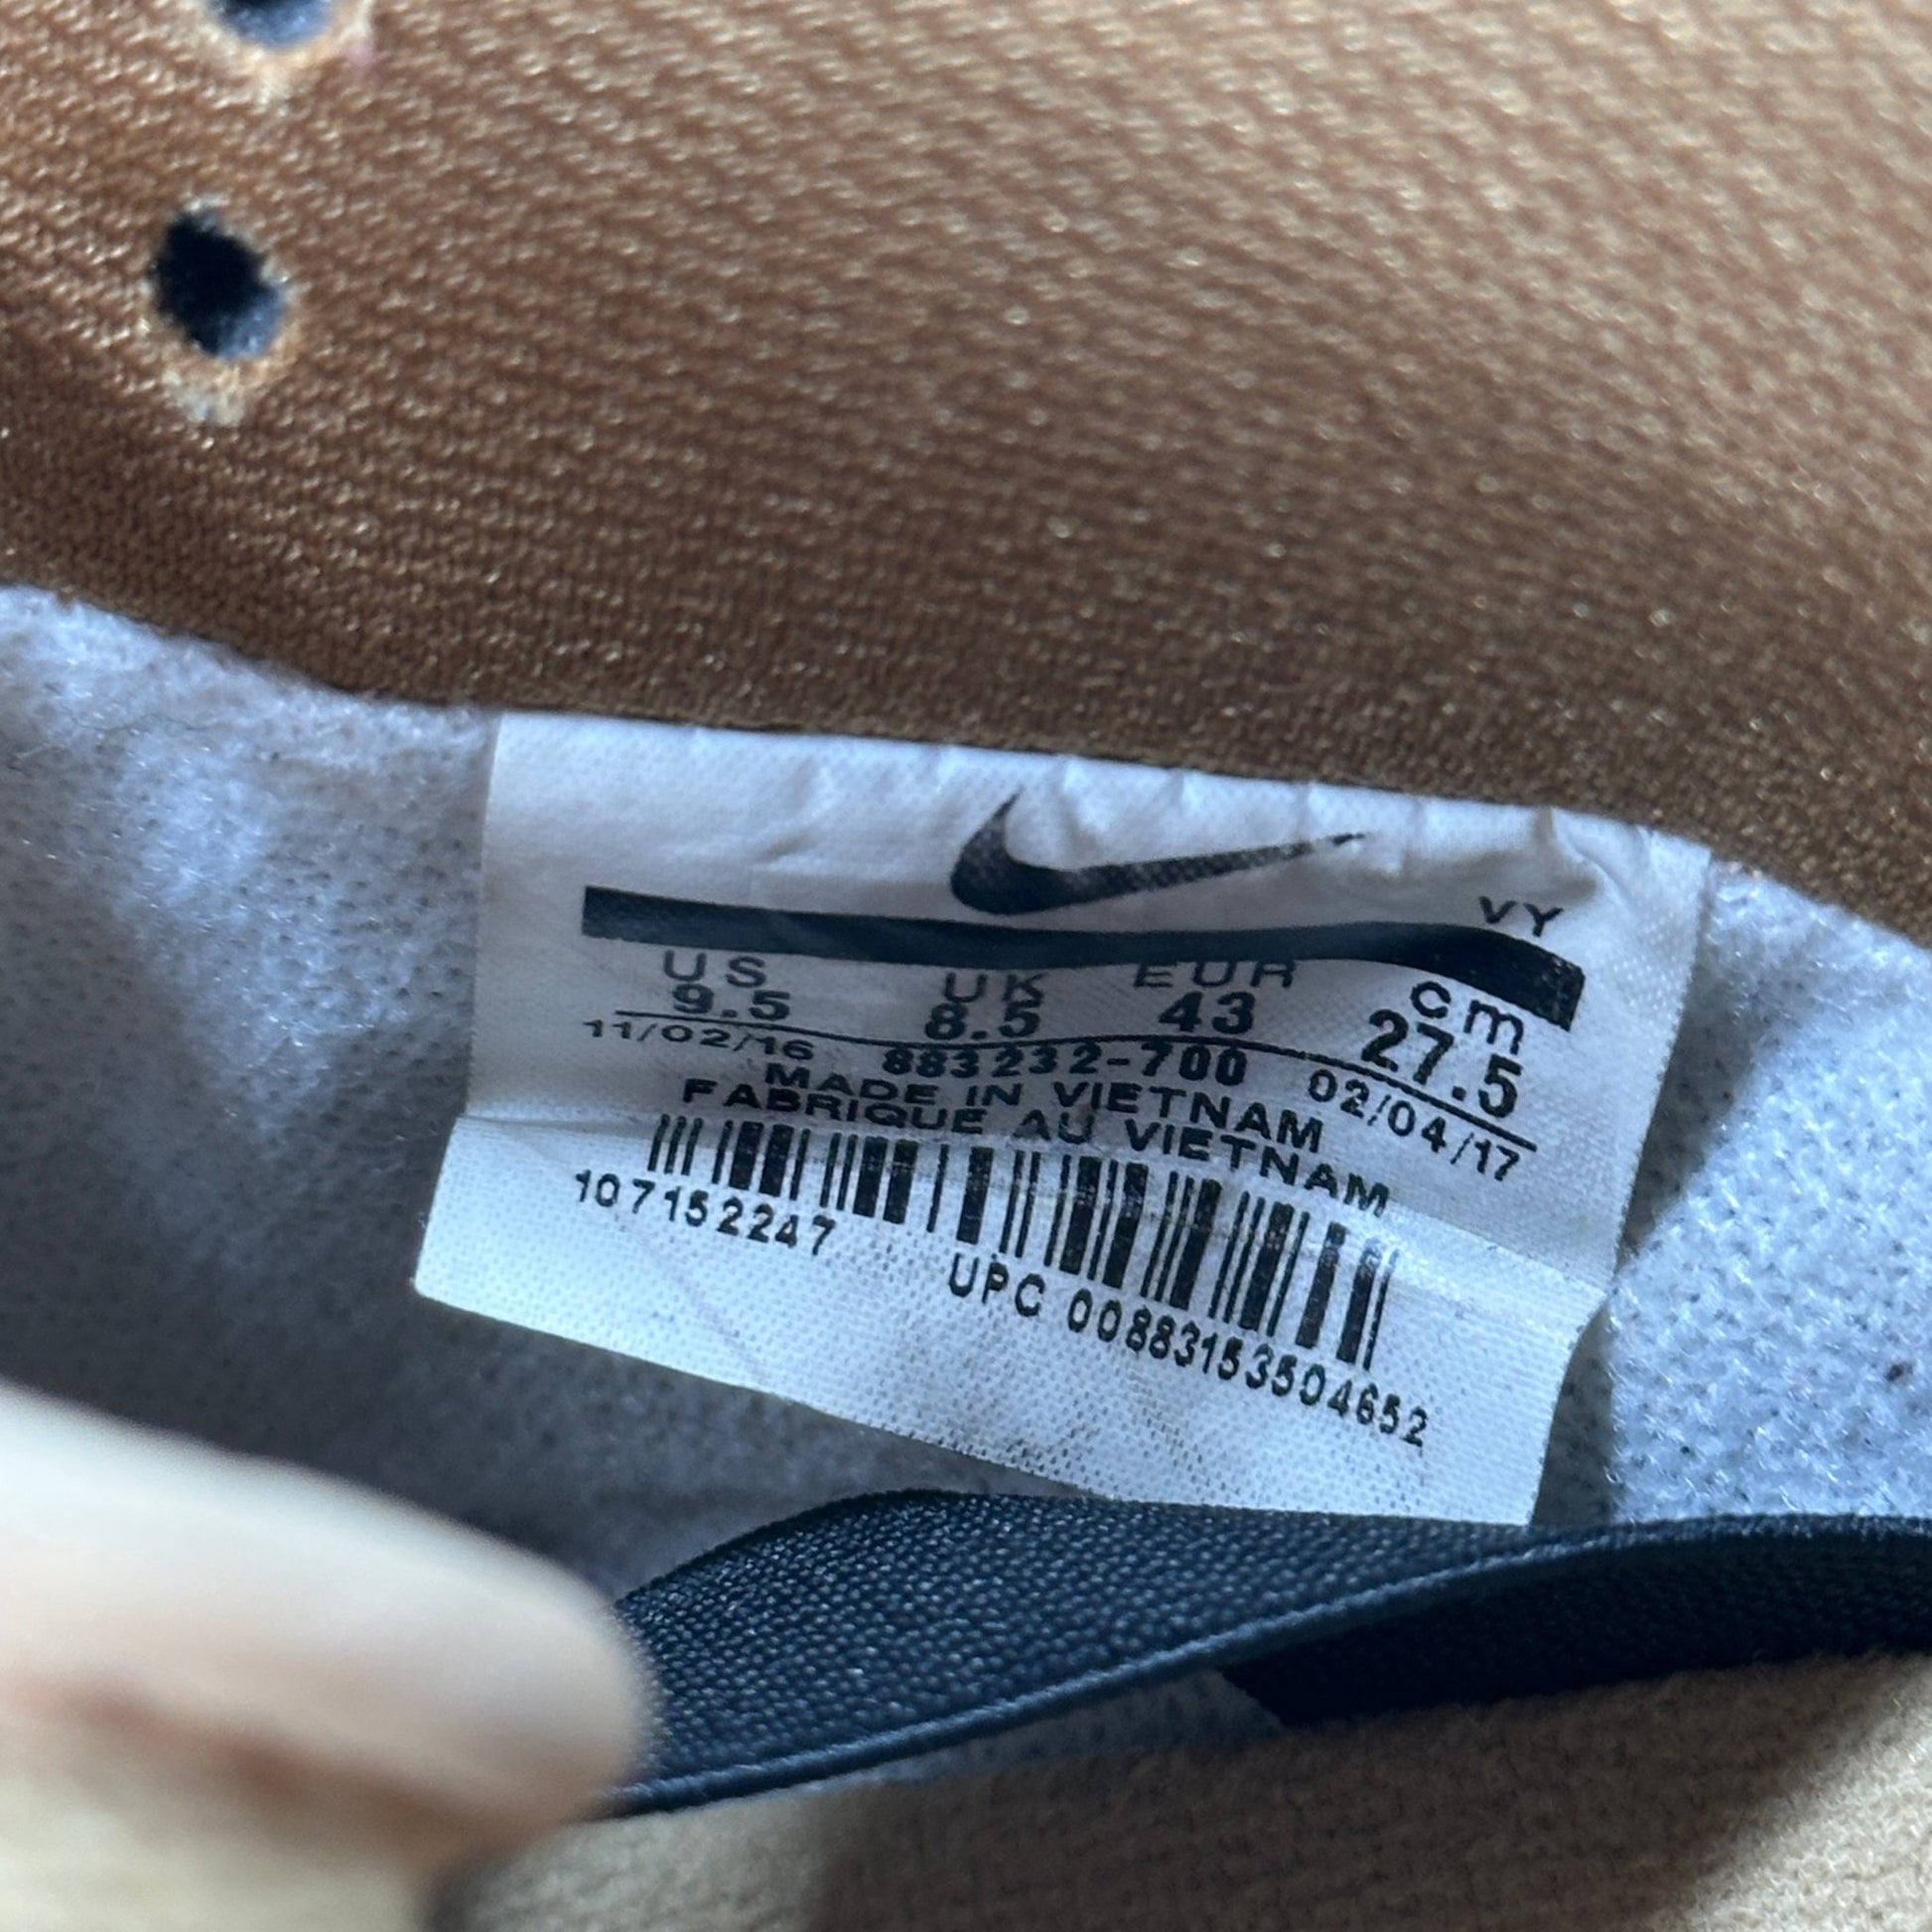 VY
US UK EUR cm
9.5 8.5 43 27.5
11/02/16 883232-700 02/04/17
MADE IN VIETNAM
FABRIQUE AU VIETNAM
107152247
UPC 00883153504652